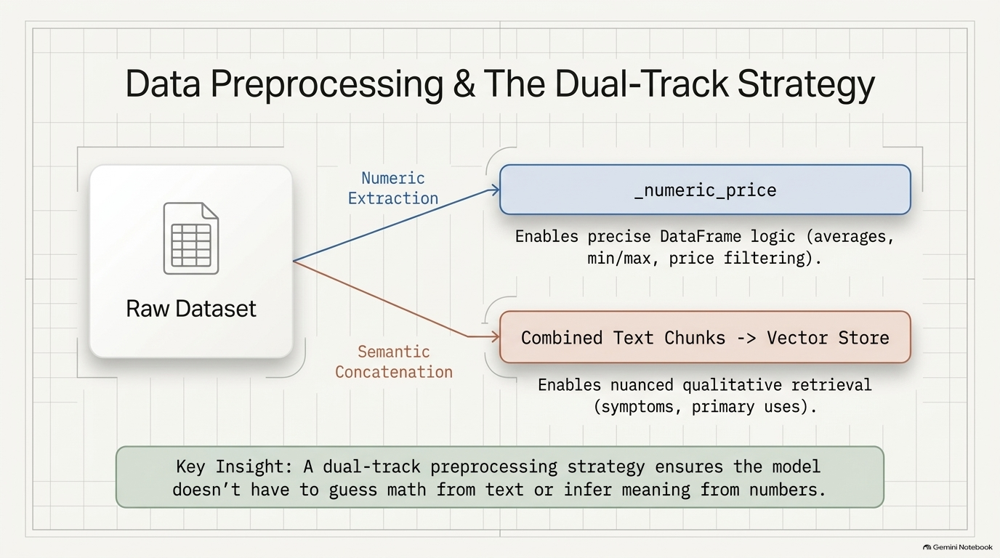 Data Preprocessing & The Dual-Track Strategy
Raw Dataset
Numeric
Extraction
_numeric_price
Enables precise DataFrame logic (averages,
min/max, price filtering).
Semantic
Concatenation
Combined Text Chunks -> Vector Store
Enables nuanced qualitative retrieval
(symptoms, primary uses).
Key Insight: A dual-track preprocessing strategy ensures the model
doesn’t have to guess math from text or infer meaning from numbers.
Gemini Notebook